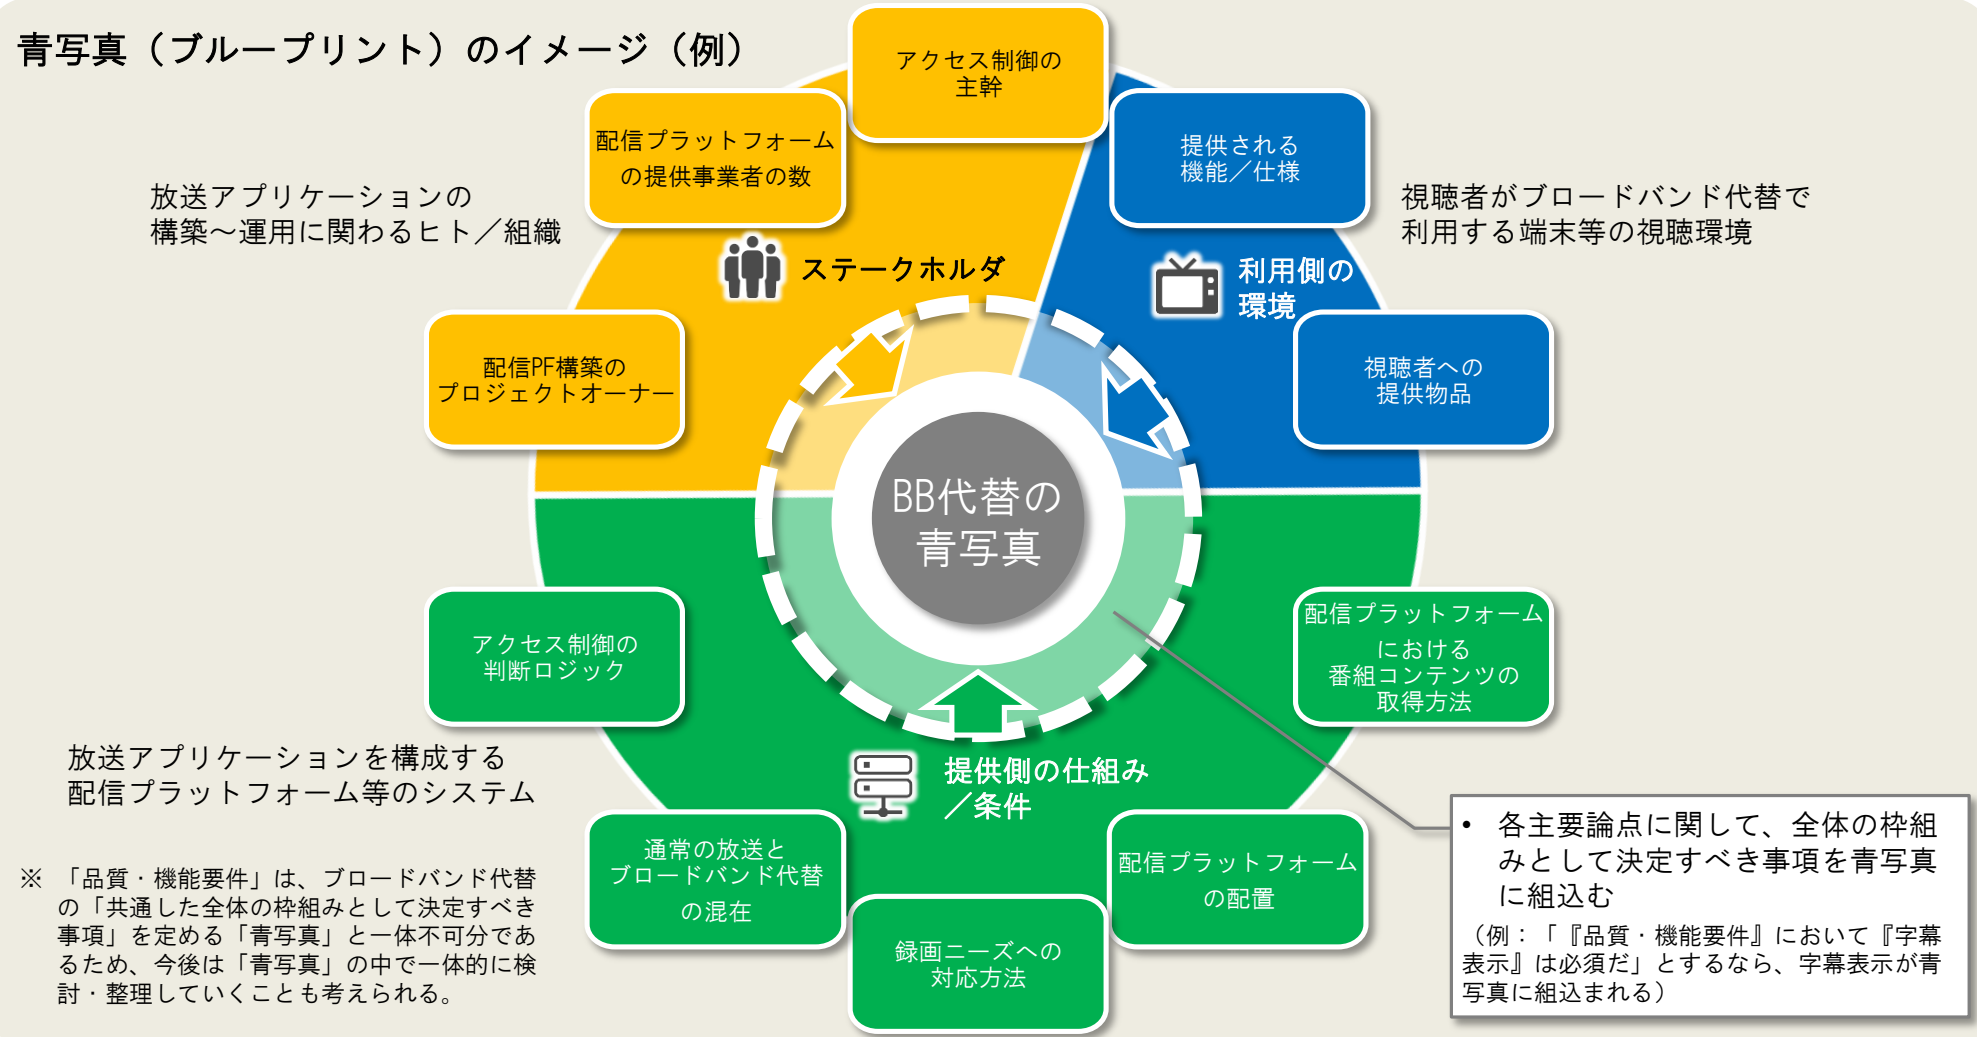 青写真（ブループリント）のイメージ（例）
アクセス制御の
主幹
配信プラットフォーム
の提供事業者の数
提供される
機能／仕様
放送アプリケーションの
構築～運用に関わるヒト／組織
視聴者がブロードバンド代替で
利用する端末等の視聴環境
ステークホルダ
利用側の
環境
配信PF構築の
プロジェクトオーナー
視聴者への
提供物品
BB代替の
青写真
アクセス制御の
判断ロジック
配信プラットフォーム
における
番組コンテンツの
取得方法
放送アプリケーションを構成する
配信プラットフォーム等のシステム
提供側の仕組み
／条件
通常の放送と
ブロードバンド代替
の混在
配信プラットフォーム
の配置
録画ニーズへの
対応方法
• 各主要論点に関して、全体の枠組
みとして決定すべき事項を青写真
に組込む
（例：「『品質・機能要件』において『字幕
表示』は必須だ」とするなら、字幕表示が青
写真に組込まれる）
※ 「品質・機能要件」は、ブロードバンド代替
の「共通した全体の枠組みとして決定すべき
事項」を定める「青写真」と一体不可分であ
るため、今後は「青写真」の中で一体的に検
討・整理していくことも考えられる。